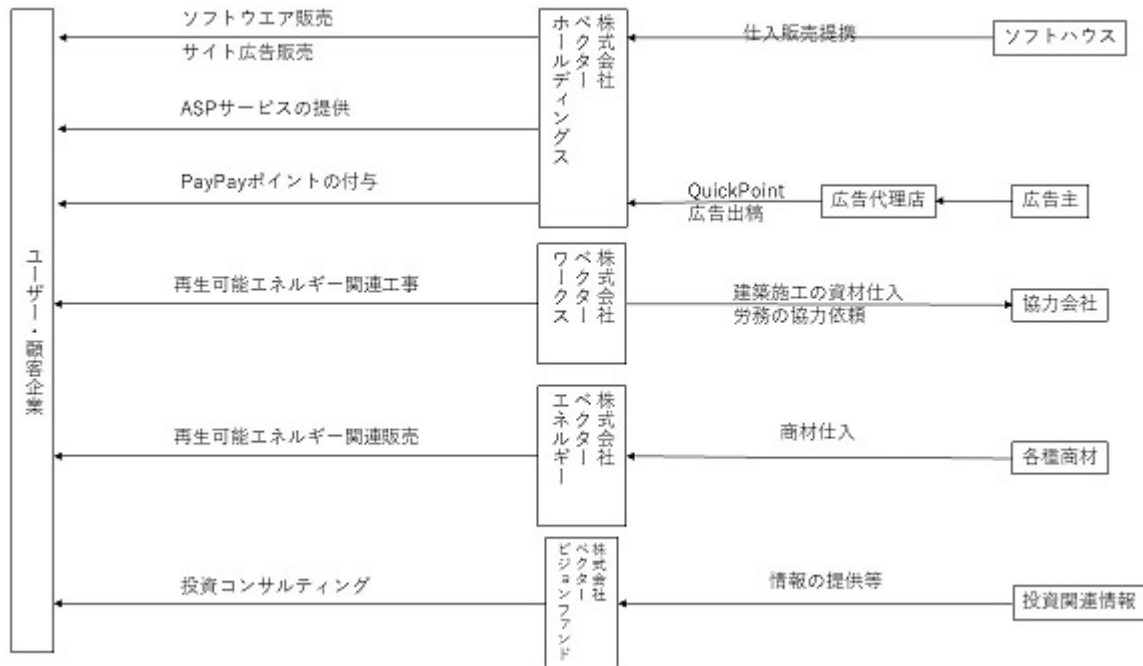 ソフトウエア販売
サイト広告販売
株式会社
ベクター
ホールディングス
仕入販売提携
ソフトハウス
ASPサービスの提供
PayPayポイントの付与
QuickPoint
広告出稿
広告代理店
広告主
ユーザー・顧客企業
再生可能エネルギー関連工事
株式会社
ベクター
ワークス
建築施工の資材仕入
労務の協力依頼
協力会社
再生可能エネルギー関連販売
株式会社
ベクター
エネルギー
商材仕入
各種商材
投資コンサルティング
株式会社
ベクター
ビジョンファンド
情報の提供等
投資関連情報